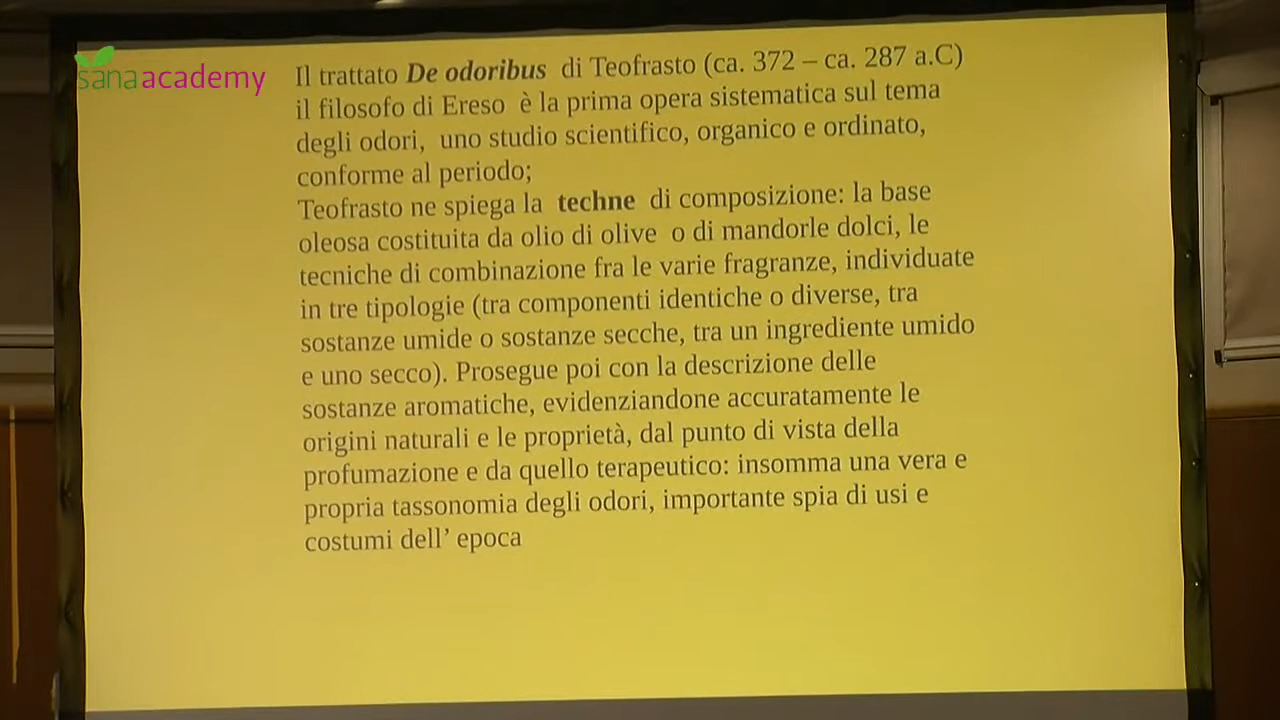 sanaacademy
Il trattato De odoribus di Teofrasto (ca. 372 – ca. 287 a.C)
il filosofo di Ereso è la prima opera sistematica sul tema
degli odori, uno studio scientifico, organico e ordinato,
conforme al periodo;
Teofrasto ne spiega la techne di composizione: la base
oleosa costituita da olio di olive o di mandorle dolci, le
tecniche di combinazione fra le varie fragranze, individuate
in tre tipologie (tra componenti identiche o diverse, tra
sostanze umide o sostanze secche, tra un ingrediente umido
e uno secco). Prosegue poi con la descrizione delle
sostanze aromatiche, evidenziandone accuratamente le
origini naturali e le proprietà, dal punto di vista della
profumazione e da quello terapeutico: insomma una vera e
propria tassonomia degli odori, importante spia di usi e
costumi dell’ epoca